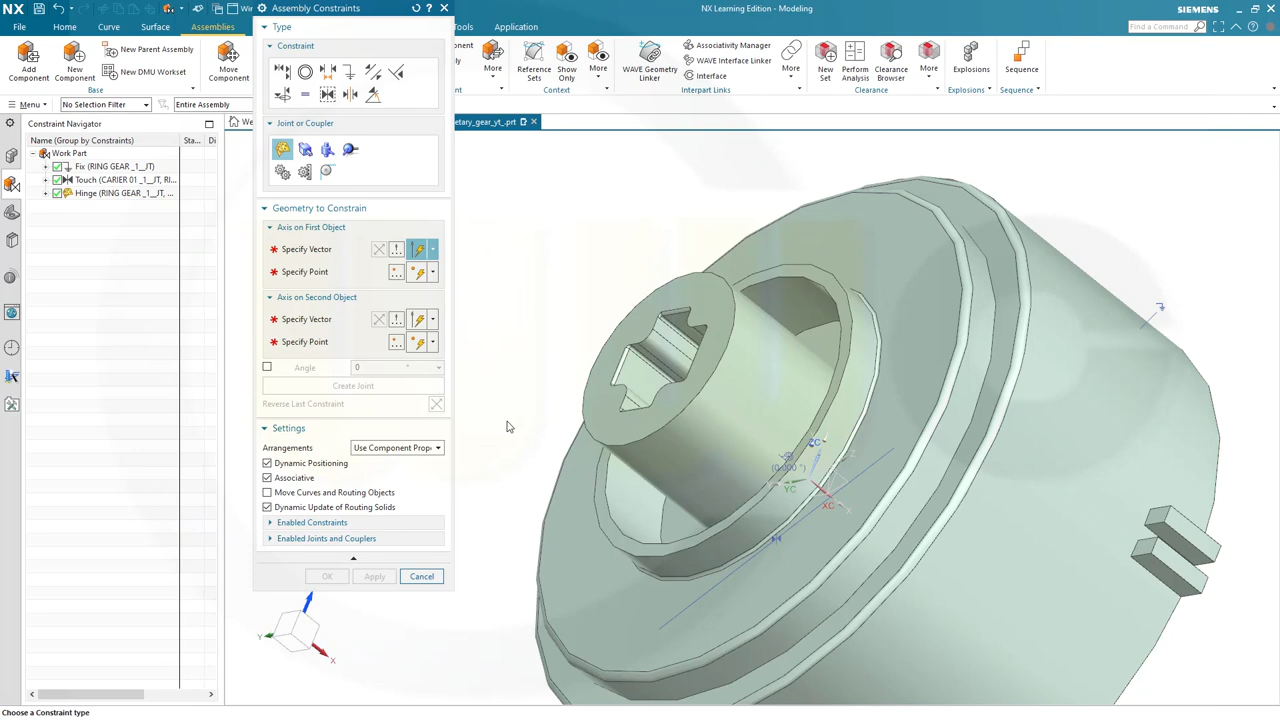 NX
Wi
Assembly Constraints
NX Learning Edition - Modeling
SIEMENS
File
Home
Curve
Surface
Assemblies
Tools
Application
Find a Command
Add
Component
New
Component
New Parent Assembly
New DMU Workset
Base
Move
Component
More
Reference
Sets
Show
Only
More
Context
WAVE Geometry
Linker
Associativity Manager
WAVE Interface Linker
Interface
More
Interpart Links
New
Set
Perform
Analysis
Clearance
Browser
More
Clearance
Explosions
Explosions
Sequence
Sequence
Menu
No Selection Filter
Entire Assembly
Constraint Navigator
Name (Group by Constraints)
Sta...
Di
Work Part
Fix (RING GEAR _1__JT)
Touch (CARIER 01 _1__JT, RI...
Hinge (RING GEAR _1__JT, ...
We
etary_gear_yt_.prt
Type
Constraint
Joint or Coupler
Geometry to Constrain
Axis on First Object
Specify Vector
Specify Point
Axis on Second Object
Specify Vector
Specify Point
Angle
0
°
Create Joint
Reverse Last Constraint
Settings
Arrangements
Use Component Prop
Dynamic Positioning
Associative
Move Curves and Routing Objects
Dynamic Update of Routing Solids
Enabled Constraints
Enabled Joints and Couplers
OK
Apply
Cancel
ZC
(0.000 °)
YC
XC
Z
X
Y
X
Choose a Constraint type